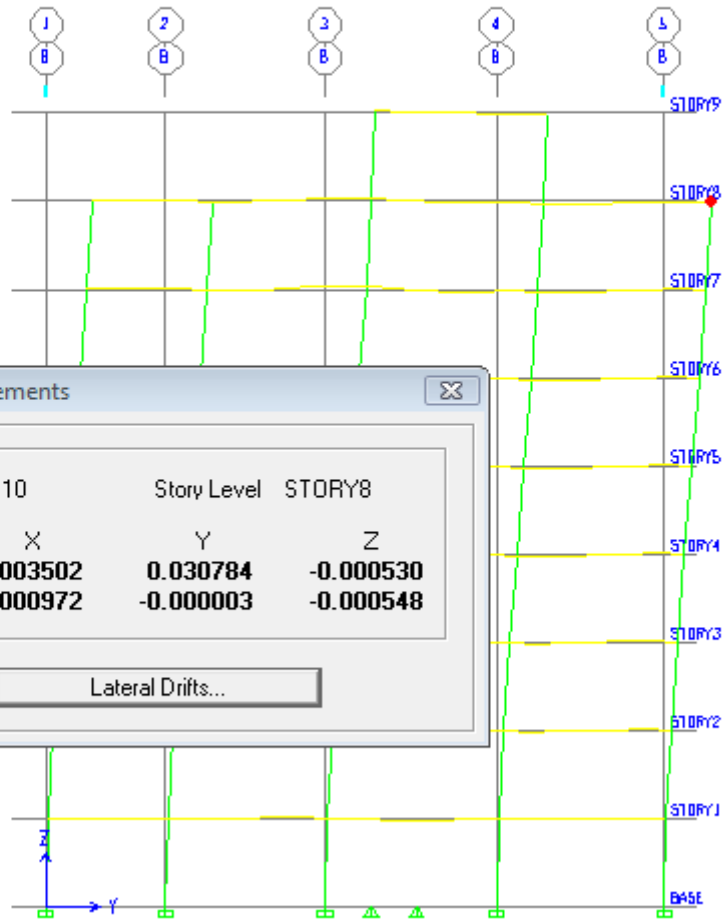 1 2 3 4 5
B B B B B
STORY9
STORY8
STORY7
STORY6
ements
STORY5
10 Story Level STORY8
X Y Z
003502 0.030784 -0.000530
000972 -0.000003 -0.000548
STORY4
STORY3
Lateral Drifts...
STORY2
STORY1
Z
Y
BASE